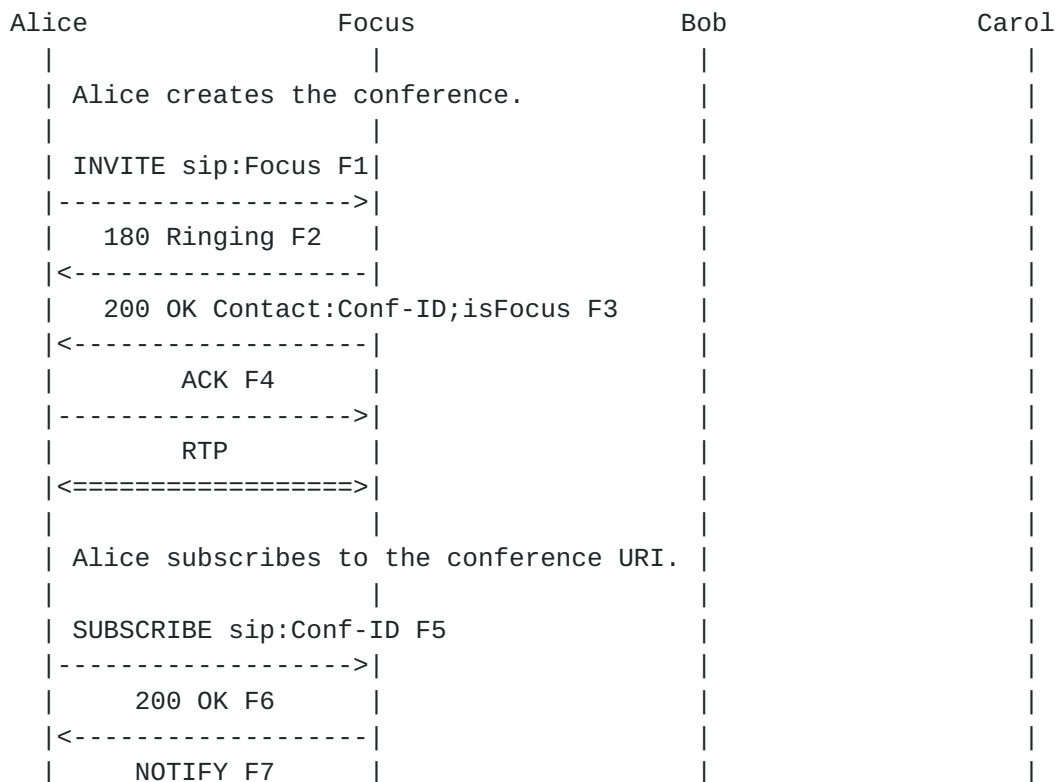 Alice                Focus                 Bob                Carol
  |                    |                    |                    |
  | Alice creates the conference.           |                    |
  |                    |                    |                    |
  | INVITE sip:Focus F1|                    |                    |
  |------------------->|                    |                    |
  |   180 Ringing F2   |                    |                    |
  |<-------------------|                    |                    |
  |   200 OK Contact:Conf-ID;isFocus F3     |                    |
  |<-------------------|                    |                    |
  |        ACK F4      |                    |                    |
  |------------------->|                    |                    |
  |        RTP         |                    |                    |
  |<==================>|                    |                    |
  |                    |                    |                    |
  | Alice subscribes to the conference URI. |                    |
  |                    |                    |                    |
  | SUBSCRIBE sip:Conf-ID F5                |                    |
  |------------------->|                    |                    |
  |     200 OK F6      |                    |                    |
  |<-------------------|                    |                    |
  |     NOTIFY F7      |                    |                    |